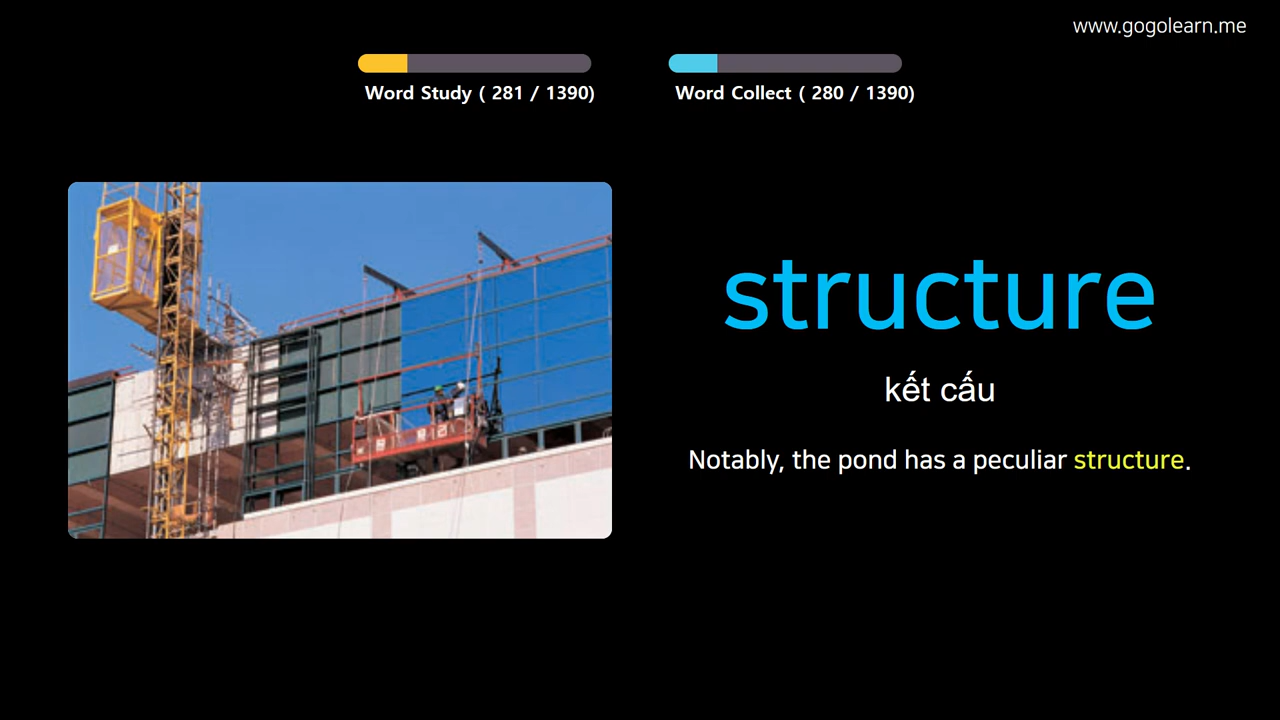 www.gogolearn.me
Word Study ( 281 / 1390)
Word Collect ( 280 / 1390)
structure
kết cấu
Notably, the pond has a peculiar structure.